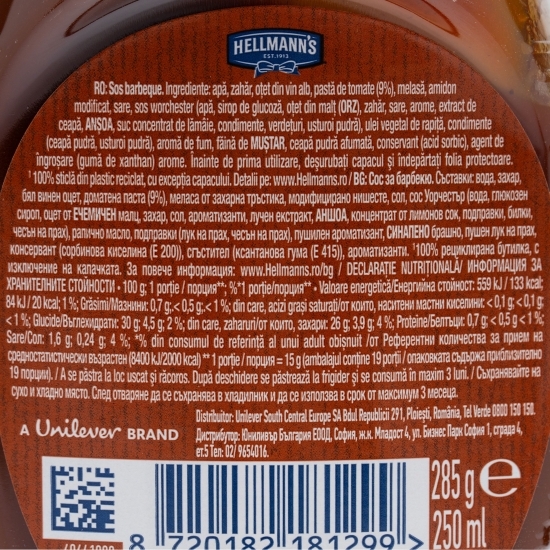 HELLMANN'S
EST.1913
RO: Sos barbeque. Ingrediente: apă, zahăr, oțet din vin alb, pastă de tomate (9%), melasă, amidon
modificat, sare, sos worchester (apă, sirop de glucoză, oțet din malț (ORZ), zahăr, sare, arome, extract de
ceapă, ANȘOA, suc concentrat de lămâie, condimente, verdețuri, usturoi pudră), ulei vegetal de rapiță, condimente
(ceapă pudră, usturoi pudră), aromă de fum, făină de MUȘTAR, ceapă pudră afumată, conservant (acid sorbic), agent de
îngroșare (gumă de xanthan) arome. Înainte de prima utilizare, deșurubați capacul și îndepărtați folia protectoare.
¹100% sticlă din plastic reciclat, cu excepția capacului. Detalii pe: www.Hellmanns.ro/ BG: Сос за барбекю. Съставки: вода, захар,
бял винен оцет, доматена паста (9%), меласа от захарна тръстика, модифицирано нишесте, сол, сос Уорчестър (вода, глюкозен
сироп, оцет от ЕЧЕМИЧЕН малц, захар, сол, ароматизанти, лучен екстракт, АНШОА, концентрат от лимонов сок, подправки, билки,
чесън на прах), рапично масло, подправки (лук на прах, чесън на прах), пушилен ароматизант, СИНАПЕНО брашно, пушен лук на прах,
консервант (сорбинова киселина (Е 200)), сгъстител (ксантанова гума (Е 415)), ароматизанти. ¹100% рециклирана бутилка, с
изключение на капачката. За повече информация: www.Hellmanns.ro/bg / DECLARAȚIE NUTRIȚIONALĂ/ ИНФОРМАЦИЯ ЗА
ХРАНИТЕЛНИТЕ СТОЙНОСТИ • 100 g; 1 porție / порция**; %*1 porție/порция** • Valoare energetică/Енергийна стойност: 559 kJ / 133 kcal;
84 kJ / 20 kcal; 1 %; Grăsimi/Мазнини: 0,7 g; < 0,5 g; < 1 %; din care, acizi grași saturați/от които, наситени мастни киселини: < 0,1 g; < 0,1 g;
< 1 %; Glucide/Въглехидрати: 30 g; 4,5 g; 2 %; din care, zaharuri/от които, захари: 26 g; 3,9 g; 4 %; Proteine/Белтъци: 0,7 g; < 0,5 g; < 1 %;
Sare/Сол: 1,6 g; 0,24 g; 4 %; *% din consumul de referință al unui adult obișnuit / от Референтни количества за прием на
средностатистически възрастен (8400 kJ/2000 kcal) ** 1 porție / порция = 15 g (ambalajul conține 19 porții / опаковката съдържа приблизително
19 порции). / A se păstra la loc uscat și răcoros. După deschidere se păstrează la frigider și se consumă în maxim 3 luni. / Съхранявайте на
сухо и хладно място. След отваряне да се съхранява в хладилник и да се използва в срок от максимум 3 месеца.
Distribuitor: Unilever South Central Europe SA Bdul Republicii 291, Ploiești, România, Tel Verde 0800 150 150.
A Unilever BRAND
Дистрибутор: Юниливър България ЕООД, София, ж.к. Младост 4, ул. Бизнес Парк София 1, сграда 4,
ет.5 Тел: 02/ 9654016.
285 g e
250 ml
8 720182 181299 >